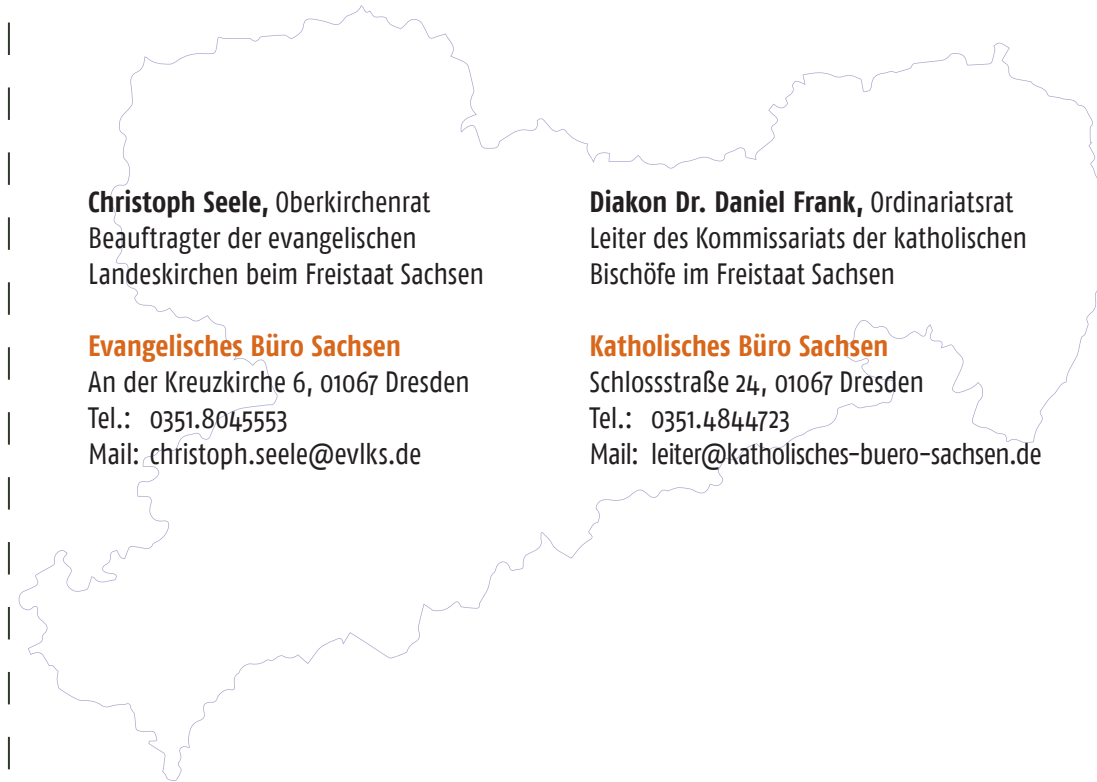 Christoph Seele, Oberkirchenrat
Beauftragter der evangelischen
Landeskirchen beim Freistaat Sachsen
Evangelisches Büro Sachsen
An der Kreuzkirche 6, 01067 Dresden
Tel.: 0351.8045553
Mail: christoph.seele@evlks.de
Diakon Dr. Daniel Frank, Ordinariatsrat
Leiter des Kommissariats der katholischen
Bischöfe im Freistaat Sachsen
Katholisches Büro Sachsen
Schlossstraße 24, 01067 Dresden
Tel.: 0351.4844723
Mail: leiter@katholisches-buero-sachsen.de